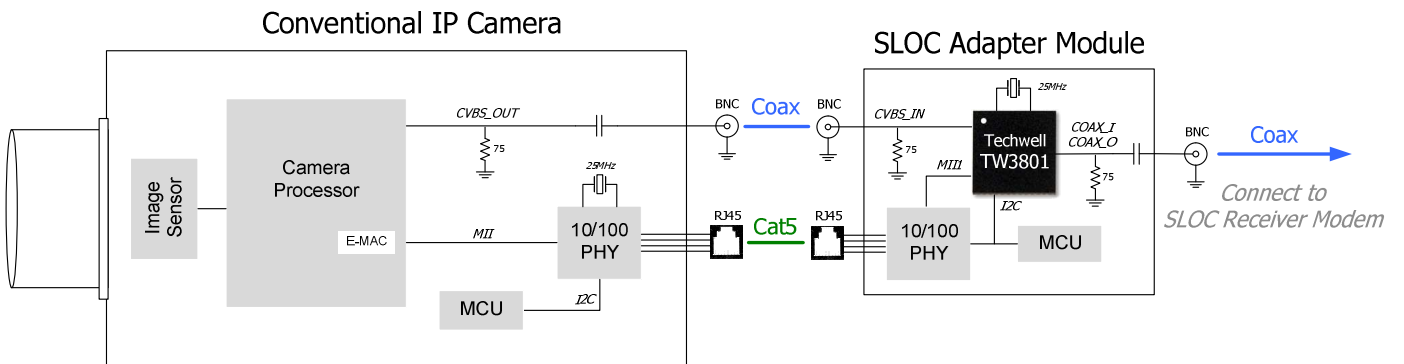 Conventional IP Camera
SLOC Adapter Module
Image
Sensor
Camera
Processor
E-MAC
CVBS_OUT
75
25MHz
MII
10/100
PHY
MCU
I2C
BNC
Coax
BNC
RJ45
Cat5
RJ45
CVBS_IN
75
25MHz
Techwell
TW3801
MII1
10/100
PHY
I2C
MCU
COAX_I
COAX_O
75
BNC
Coax
Connect to
SLOC Receiver Modem